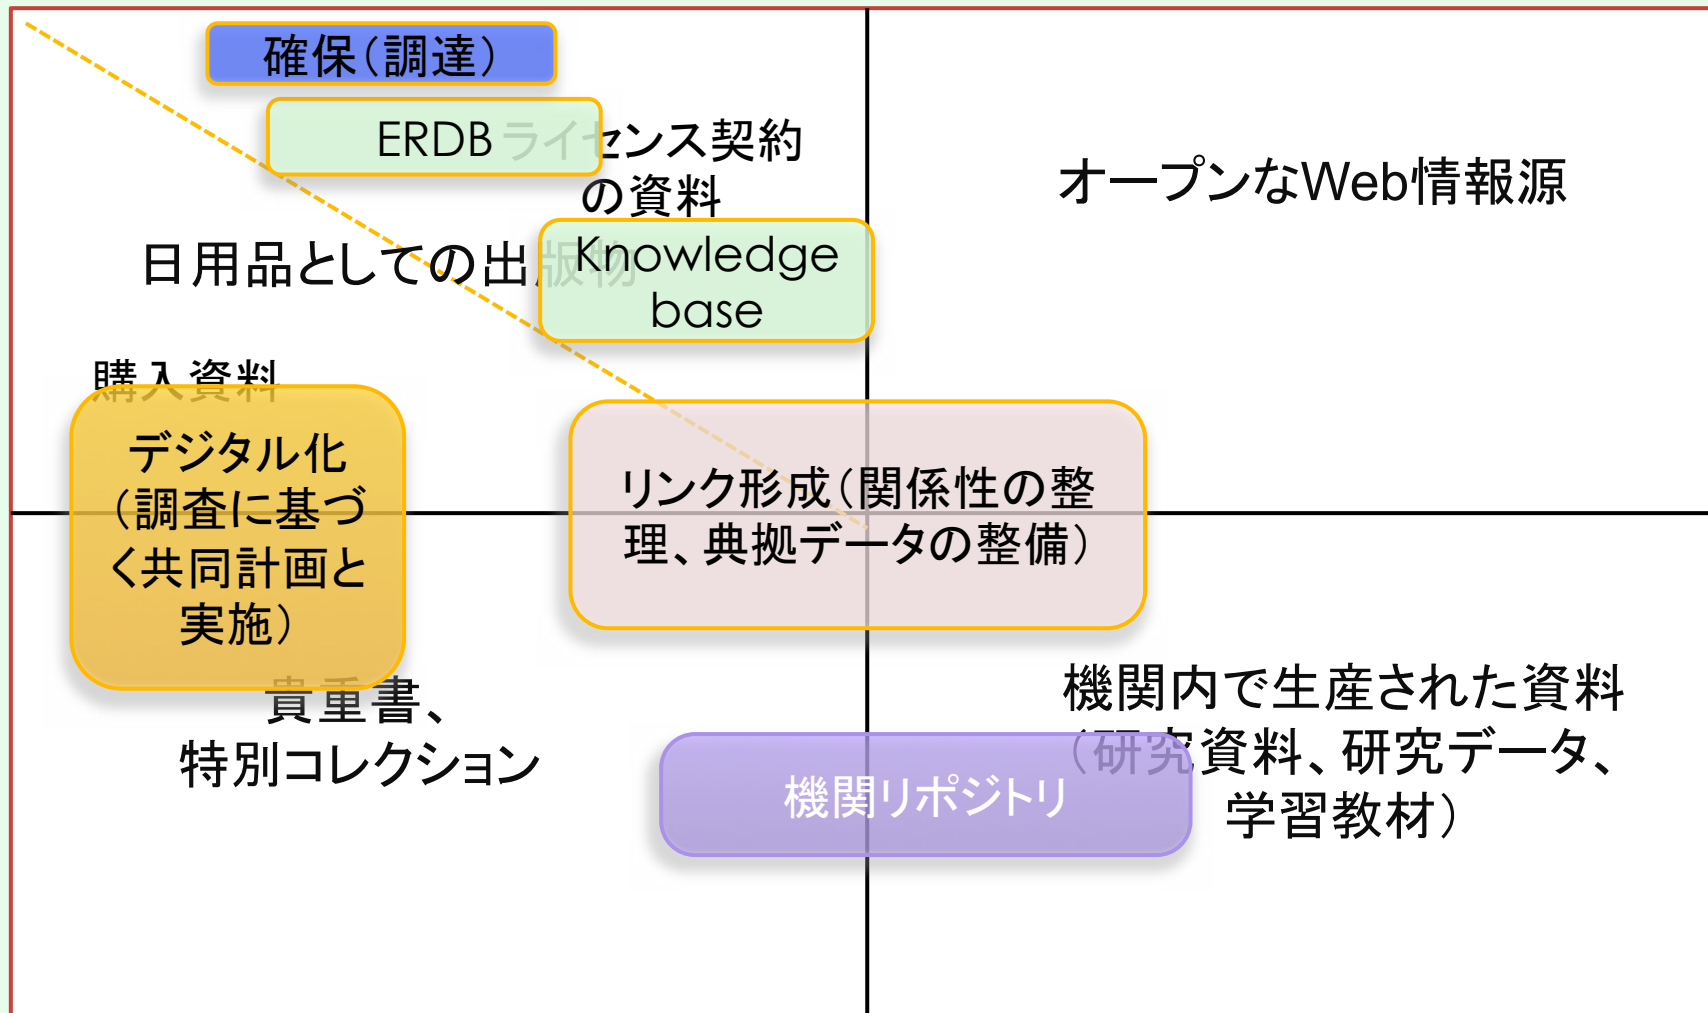 確保（調達）
ERDB
ライセンス契約
の資料
オープンなWeb情報源
日用品としての出版物
Knowledge
base
購入資料
デジタル化
（調査に基づ
く共同計画と
実施）
リンク形成（関係性の整
理、典拠データの整備）
貴重書、
特別コレクション
機関内で生産された資料
（研究資料、研究データ、
学習教材）
機関リポジトリ